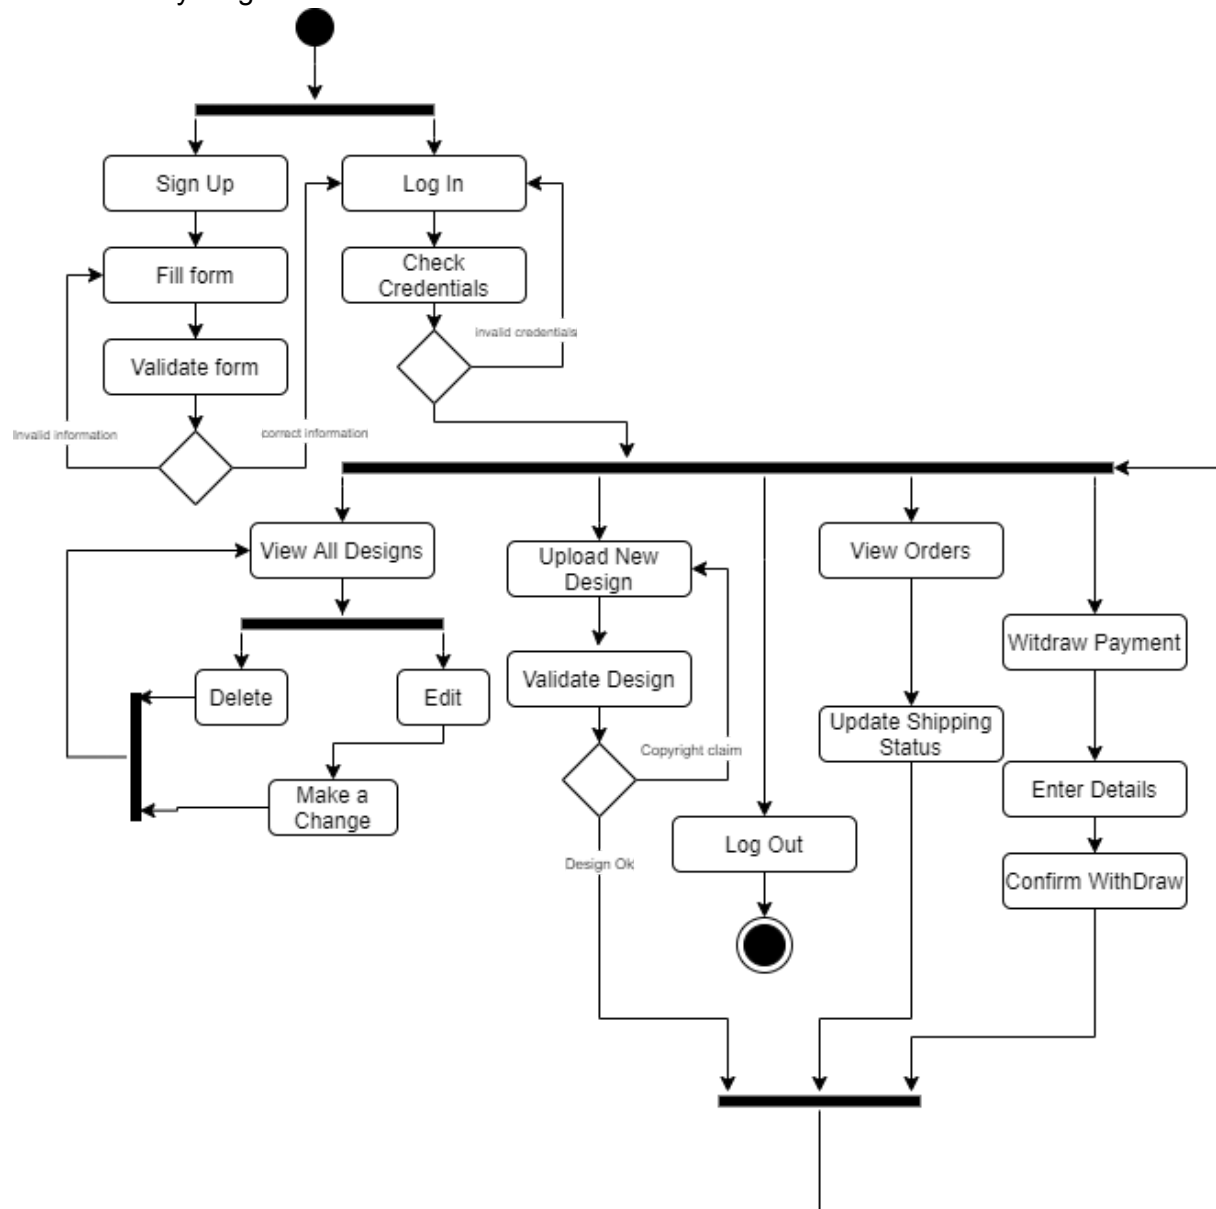 Sign Up
Log In
Fill form
Check
Credentials
invalid credentials
Validate form
Invalid information
correct information
View All Designs
Upload New
Design
View Orders
Witdraw Payment
Validate Design
Delete
Edit
Update Shipping
Status
Copyright claim
Make a
Change
Enter Details
Log Out
Design Ok
Confirm WithDraw